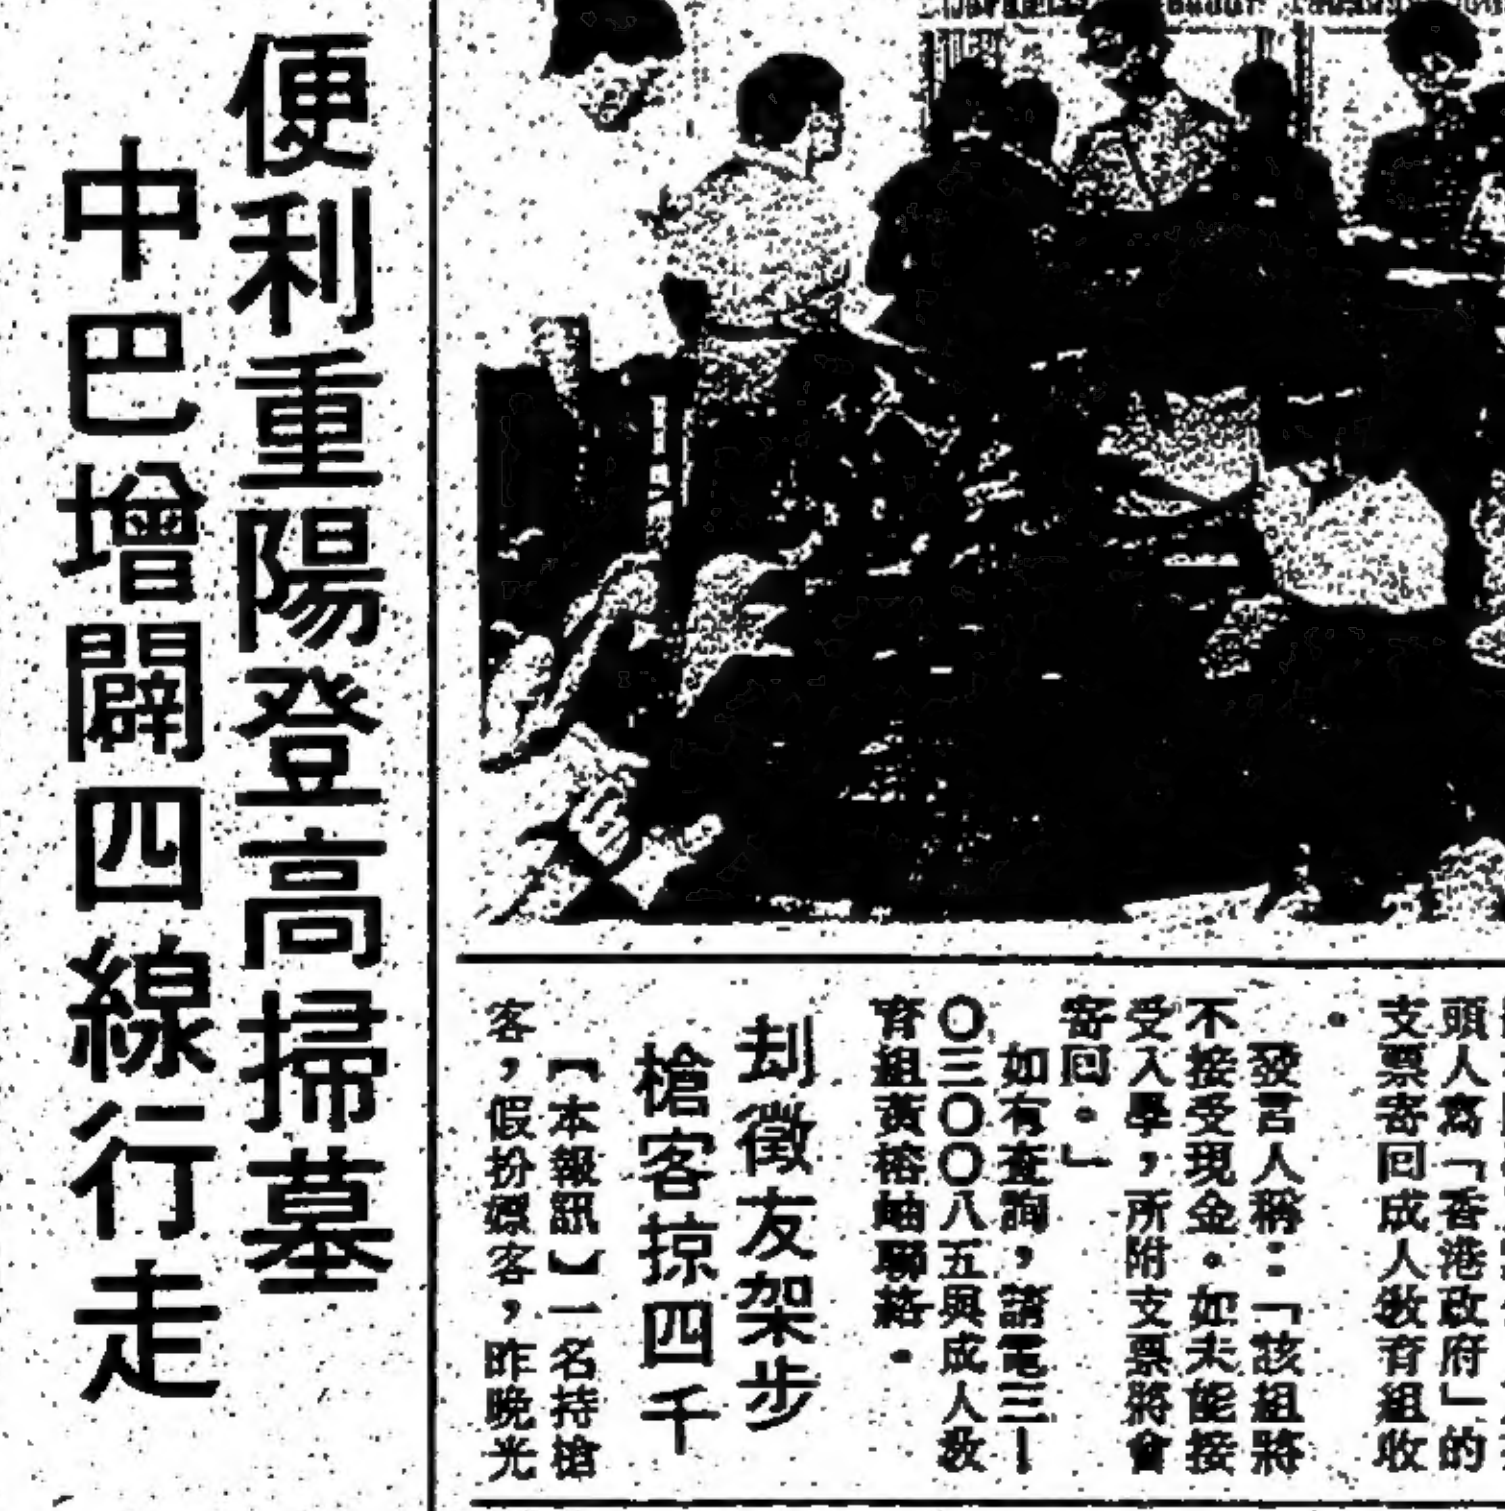 頭人為「香港政府」的
支票寄回成人教育組收
。
發言人稱：「該組將
不接受現金。如未能接
受入學，所附支票將會
寄回。」
如有查詢，請電三—
〇三〇〇八五與成人教
育組黃榕岫聯絡。
刦徵友架步
槍客掠四千
【本報訊】一名持槍
客，假扮嫖客，昨晚光
便利重陽登高掃墓
中巴增闢四線行走